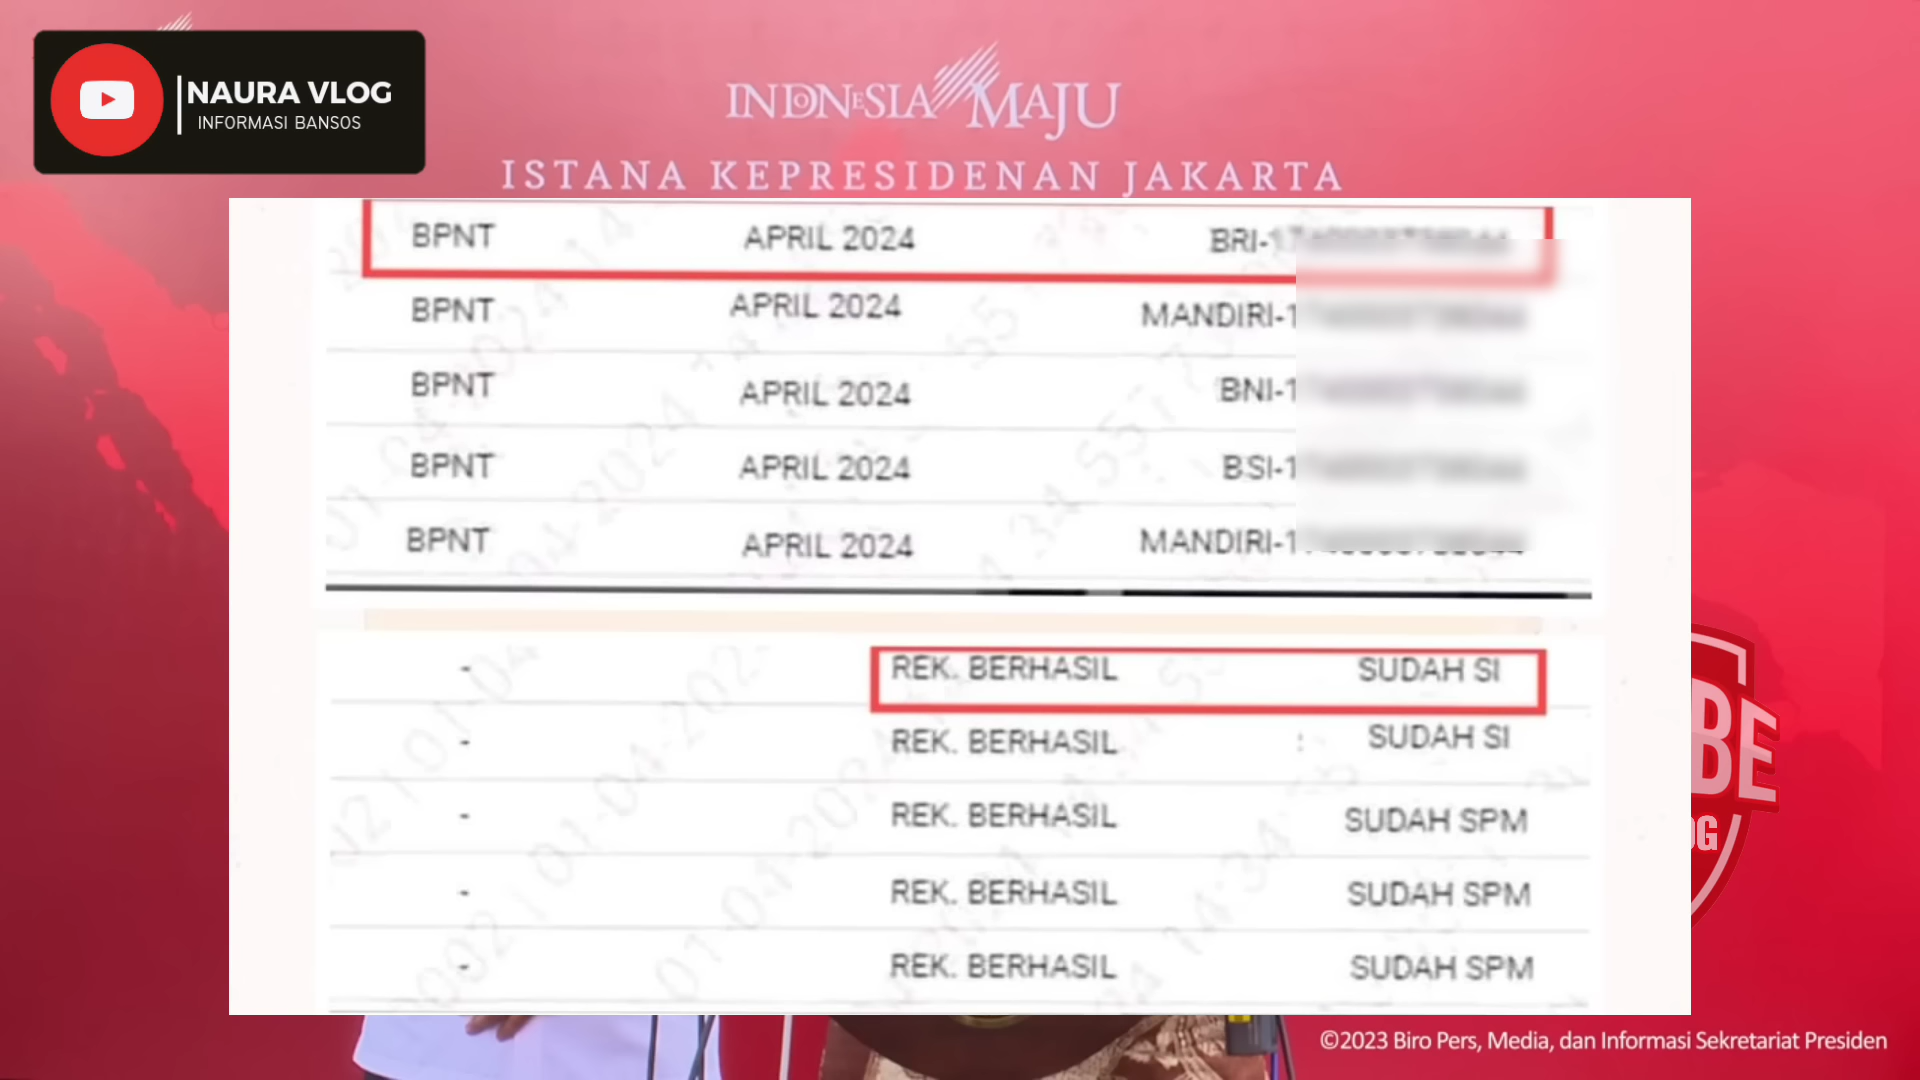 NAURA VLOG
INFORMASI BANSOS
INDONESIA MAJU
ISTANA KEPRESIDENAN JAKARTA
BPNT APRIL 2024 BRI-1
BPNT APRIL 2024 MANDIRI-1
BPNT APRIL 2024 BNI-1
BPNT APRIL 2024 BSI-1
BPNT APRIL 2024 MANDIRI-1
- REK. BERHASIL SUDAH SI
- REK. BERHASIL : SUDAH SI
- REK. BERHASIL SUDAH SPM
- REK. BERHASIL SUDAH SPM
- REK. BERHASIL SUDAH SPM
©2023 Biro Pers, Media, dan Informasi Sekretariat Presiden